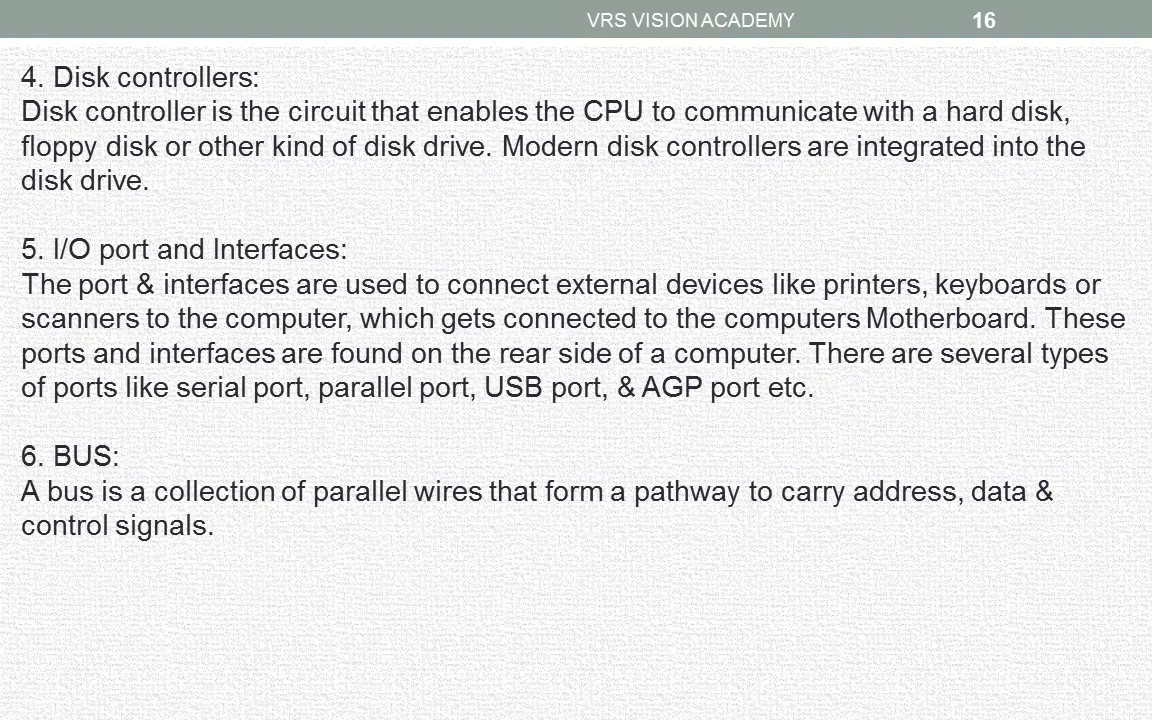 VRS VISION ACADEMY 16
4. Disk controllers:
Disk controller is the circuit that enables the CPU to communicate with a hard disk,
floppy disk or other kind of disk drive. Modern disk controllers are integrated into the
disk drive.
5. I/O port and Interfaces:
The port & interfaces are used to connect external devices like printers, keyboards or
scanners to the computer, which gets connected to the computers Motherboard. These
ports and interfaces are found on the rear side of a computer. There are several types
of ports like serial port, parallel port, USB port, & AGP port etc.
6. BUS:
A bus is a collection of parallel wires that form a pathway to carry address, data &
control signals.